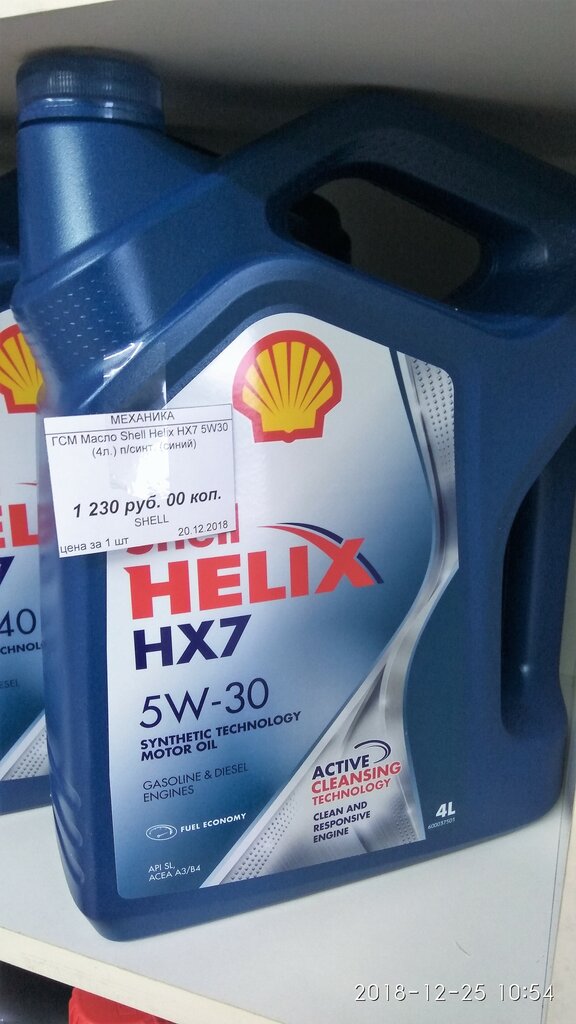 МЕХАНИКА
ГСМ Масло Shell Helix HX7 5W30
(4л.) п/синт. (синий)
1 230 руб. 00 коп.
SHELL
цена за 1 шт 20.12.2018
Shell
HELIX
HX7
5W-30
SYNTHETIC TECHNOLOGY
MOTOR OIL
GASOLINE & DIESEL
ENGINES
FUEL ECONOMY
API SL,
ACEA A3/B4
ACTIVE
CLEANSING
TECHNOLOGY
CLEAN AND
RESPONSIVE
ENGINE
4L
EL
7
40
2018-12-25 10:54